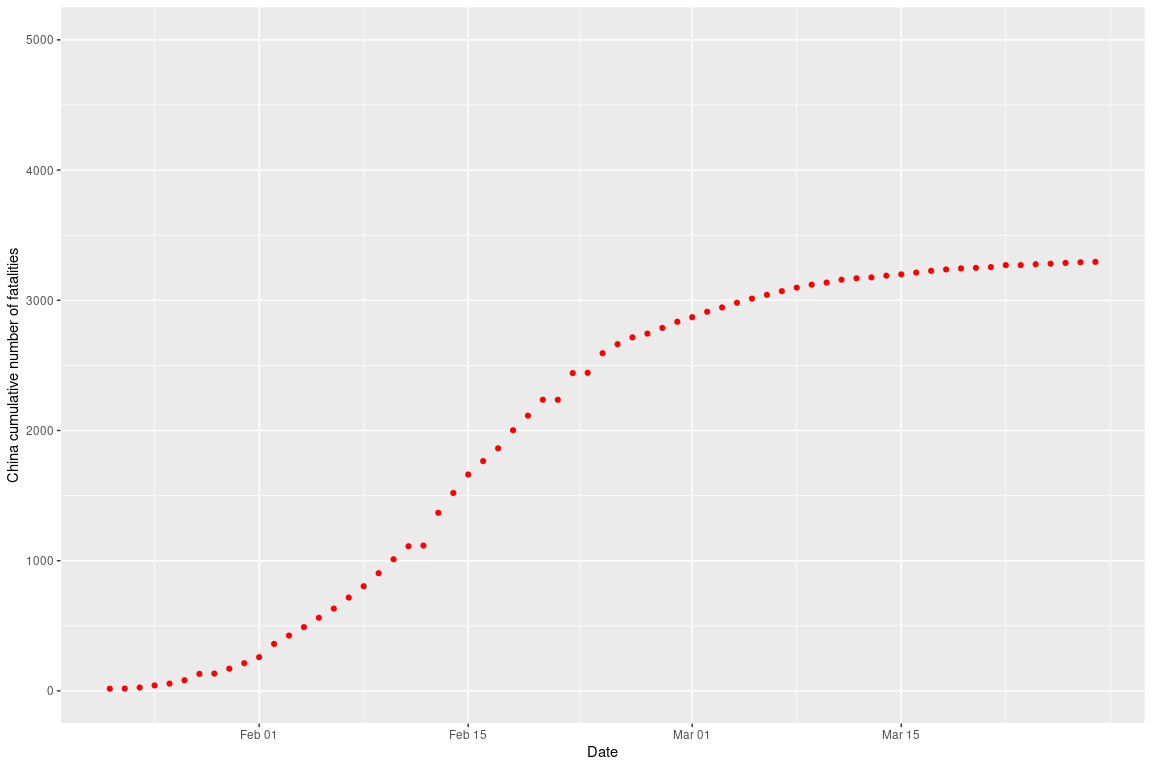 5000
4000
3000
2000
1000
0
China cumulative number of fatalities
Feb 01
Feb 15
Mar 01
Mar 15
Date